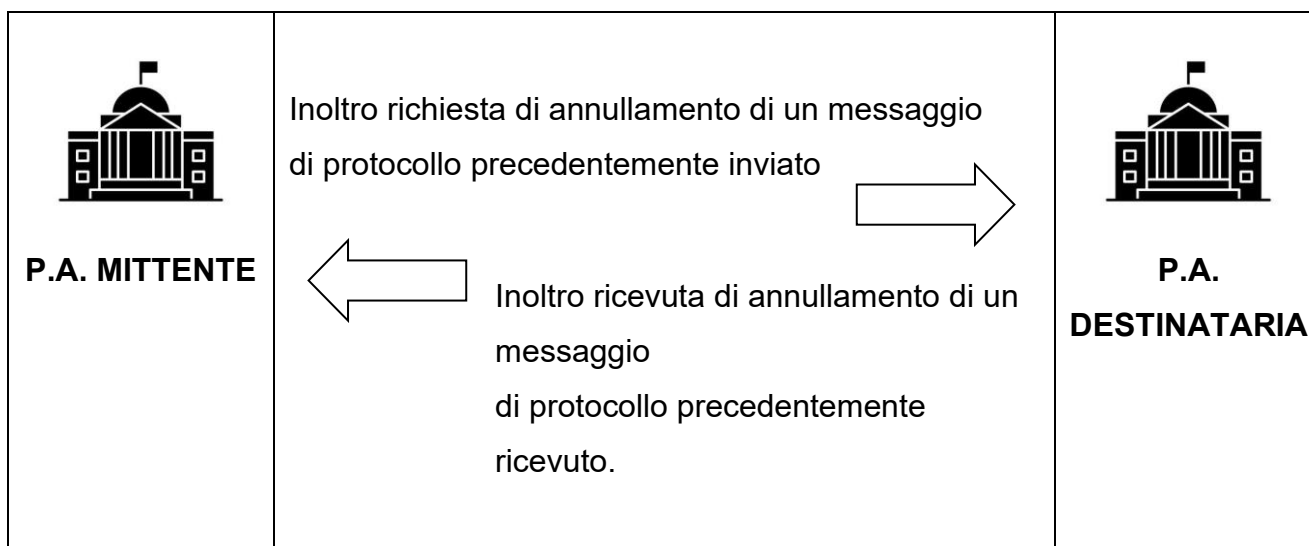 P.A. MITTENTE
Inoltro richiesta di annullamento di un messaggio
di protocollo precedentemente inviato
Inoltro ricevuta di annullamento di un
messaggio
di protocollo precedentemente
ricevuto.
P.A.
DESTINATARIA